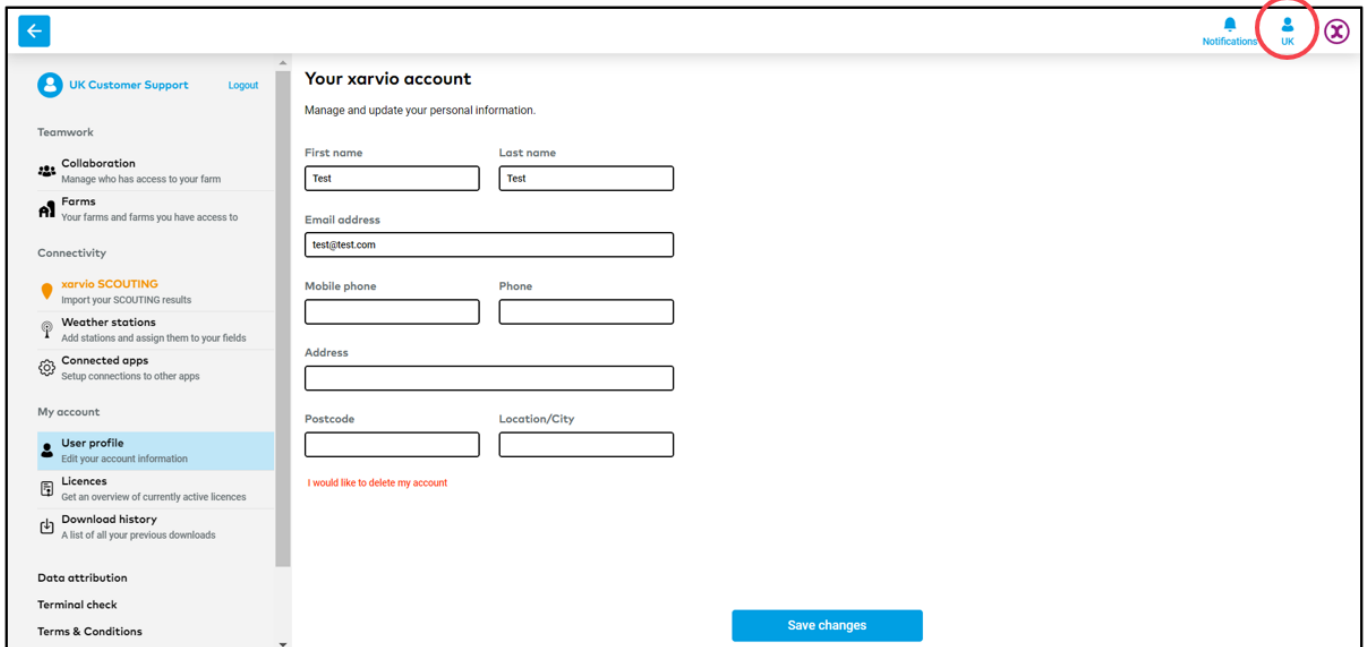 Notifications
UK
UK Customer Support
Logout
Teamwork
Collaboration
Manage who has access to your farm
Farms
Your farms and farms you have access to
Connectivity
xarvio SCOUTING
Import your SCOUTING results
Weather stations
Add stations and assign them to your fields
Connected apps
Setup connections to other apps
My account
User profile
Edit your account information
Licences
Get an overview of currently active licences
Download history
A list of all your previous downloads
Data attribution
Terminal check
Terms & Conditions
Your xarvio account
Manage and update your personal information.
First name
Last name
Test
Test
Email address
test@test.com
Mobile phone
Phone
Address
Postcode
Location/City
I would like to delete my account
Save changes